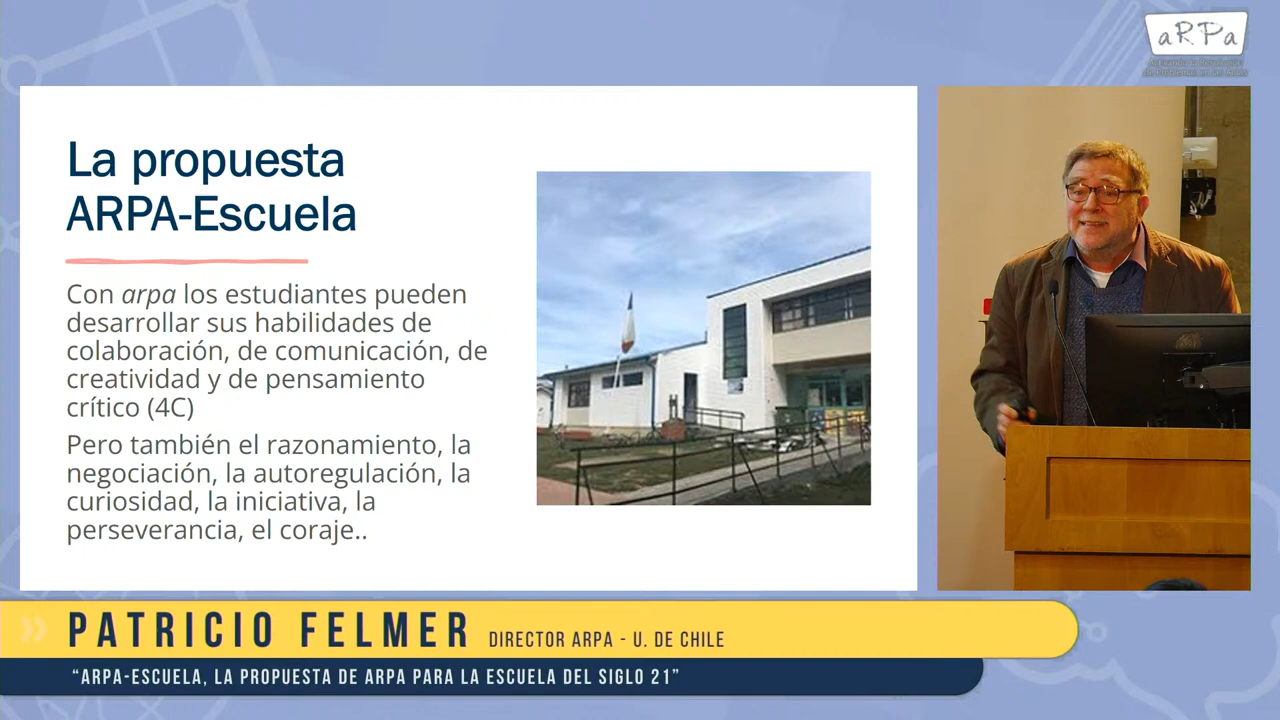 aRPa
La propuesta
ARPA-Escuela
Con arpa los estudiantes pueden
desarrollar sus habilidades de
colaboración, de comunicación, de
creatividad y de pensamiento
crítico (4C)
Pero también el razonamiento, la
negociación, la autoregulación, la
curiosidad, la iniciativa, la
perseverancia, el coraje..
PATRICIO FELMER DIRECTOR ARPA - U. DE CHILE
“ARPA-ESCUELA, LA PROPUESTA DE ARPA PARA LA ESCUELA DEL SIGLO 21”